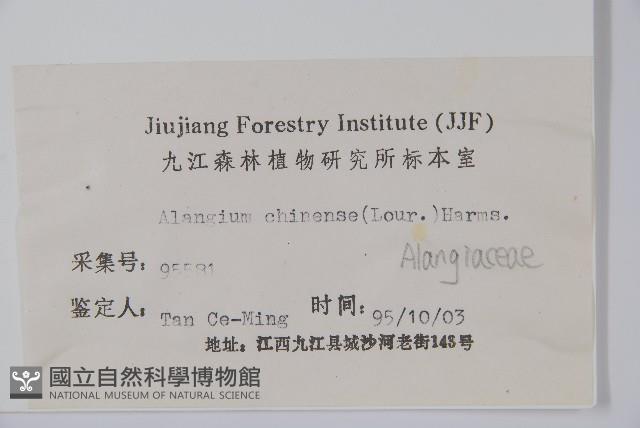 Jiujiang Forestry Institute (JJF)
九江森林植物研究所标本室
Alangium chinense(Lour.)Harms.
采集号: 95581
Alangiaceae
鉴定人: Tan Ce-Ming 时间: 95/10/03
地址: 江西九江县城沙河老街143号
國立自然科學博物館
NATIONAL MUSEUM OF NATURAL SCIENCE